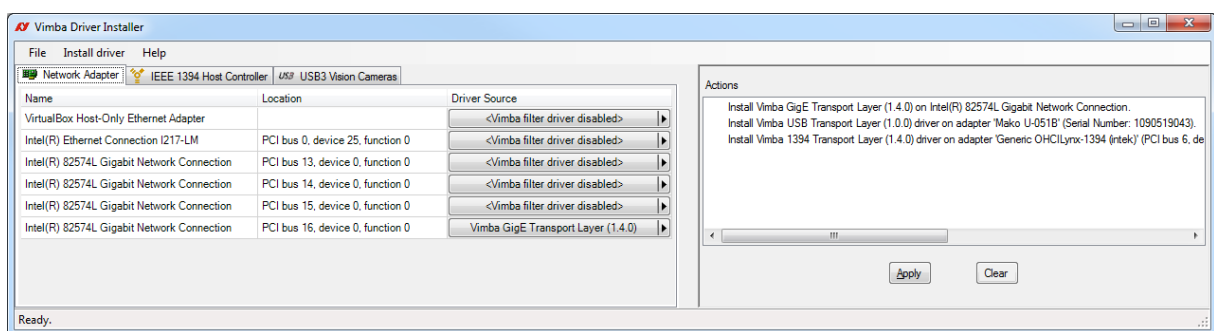 Vimba Driver Installer
File Install driver Help
Network Adapter IEEE 1394 Host Controller USB3 USB3 Vision Cameras
Name Location Driver Source
VirtualBox Host-Only Ethernet Adapter <Vimba filter driver disabled>
Intel(R) Ethernet Connection I217-LM PCI bus 0, device 25, function 0 <Vimba filter driver disabled>
Intel(R) 82574L Gigabit Network Connection PCI bus 13, device 0, function 0 <Vimba filter driver disabled>
Intel(R) 82574L Gigabit Network Connection PCI bus 14, device 0, function 0 <Vimba filter driver disabled>
Intel(R) 82574L Gigabit Network Connection PCI bus 15, device 0, function 0 <Vimba filter driver disabled>
Intel(R) 82574L Gigabit Network Connection PCI bus 16, device 0, function 0 Vimba GigE Transport Layer (1.4.0)
Actions
Install Vimba GigE Transport Layer (1.4.0) on Intel(R) 82574L Gigabit Network Connection.
Install Vimba USB Transport Layer (1.0.0) driver on adapter 'Mako U-051B' (Serial Number: 1090519043).
Install Vimba 1394 Transport Layer (1.4.0) driver on adapter 'Generic OHCILynx-1394 (intek)' (PCI bus 6, de
Apply Clear
Ready.